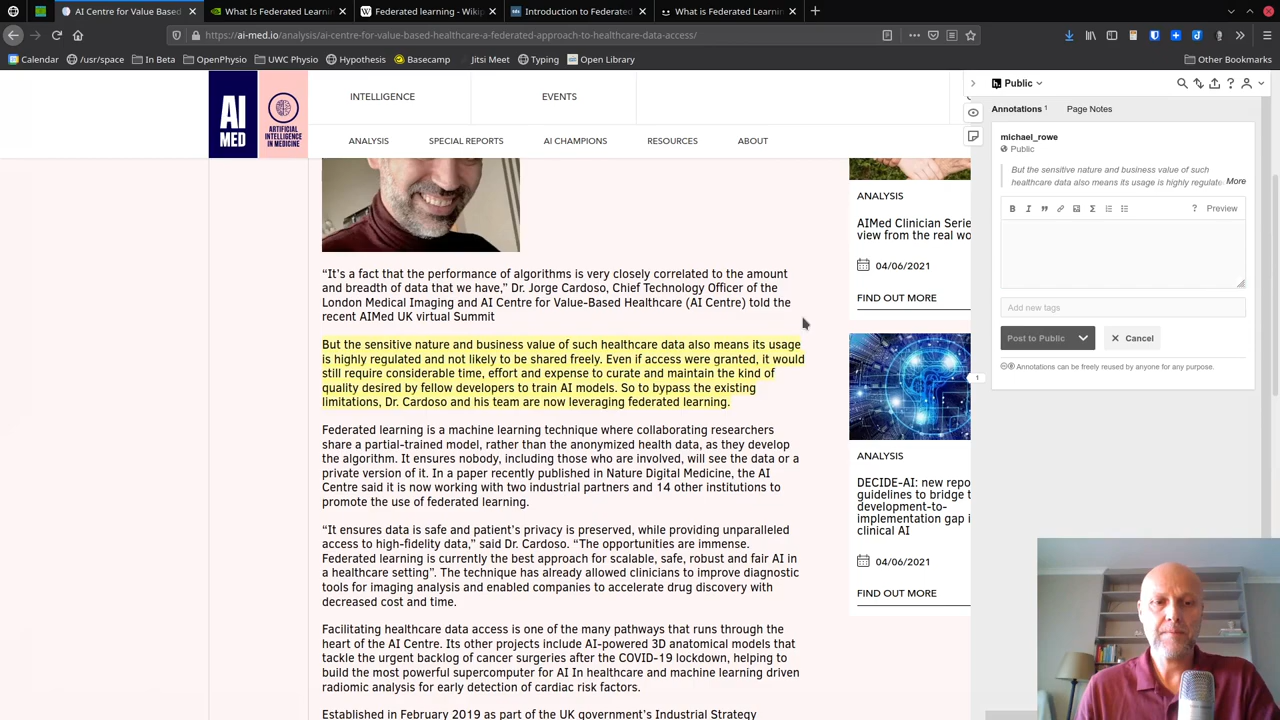 AI Centre for Value Based
What Is Federated Learnin
Federated learning - Wikip
Introduction to Federated
What is Federated Learnin
https://ai-med.io/analysis/ai-centre-for-value-based-healthcare-a-federated-approach-to-healthcare-data-access/
Calendar
/usr/space
In Beta
OpenPhysio
UWC Physio
Hypothesis
Basecamp
Jitsi Meet
Typing
Open Library
Other Bookmarks
AI
MED
ARTIFICIAL
INTELLIGENCE
IN MEDICINE
INTELLIGENCE
EVENTS
ANALYSIS
SPECIAL REPORTS
AI CHAMPIONS
RESOURCES
ABOUT
“It’s a fact that the performance of algorithms is very closely correlated to the amount
and breadth of data that we have,” Dr. Jorge Cardoso, Chief Technology Officer of the
London Medical Imaging and AI Centre for Value-Based Healthcare (AI Centre) told the
recent AIMed UK virtual Summit
But the sensitive nature and business value of such healthcare data also means its usage
is highly regulated and not likely to be shared freely. Even if access were granted, it would
still require considerable time, effort and expense to curate and maintain the kind of
quality desired by fellow developers to train AI models. So to bypass the existing
limitations, Dr. Cardoso and his team are now leveraging federated learning.
Federated learning is a machine learning technique where collaborating researchers
share a partial-trained model, rather than the anonymized health data, as they develop
the algorithm. It ensures nobody, including those who are involved, will see the data or a
private version of it. In a paper recently published in Nature Digital Medicine, the AI
Centre said it is now working with two industrial partners and 14 other institutions to
promote the use of federated learning.
“It ensures data is safe and patient’s privacy is preserved, while providing unparalleled
access to high-fidelity data,” said Dr. Cardoso. “The opportunities are immense.
Federated learning is currently the best approach for scalable, safe, robust and fair AI in
a healthcare setting”. The technique has already allowed clinicians to improve diagnostic
tools for imaging analysis and enabled companies to accelerate drug discovery with
decreased cost and time.
Facilitating healthcare data access is one of the many pathways that runs through the
heart of the AI Centre. Its other projects include AI-powered 3D anatomical models that
tackle the urgent backlog of cancer surgeries after the COVID-19 lockdown, helping to
build the most powerful supercomputer for AI In healthcare and machine learning driven
radiomic analysis for early detection of cardiac risk factors.
Established in February 2019 as part of the UK government’s Industrial Strategy
ANALYSIS
AIMed Clinician Serie
view from the real wo
04/06/2021
FIND OUT MORE
ANALYSIS
DECIDE-AI: new repo
guidelines to bridge t
development-to-
implementation gap i
clinical AI
04/06/2021
FIND OUT MORE
1
Public
Annotations 1
Page Notes
michael_rowe
Public
But the sensitive nature and business value of such
healthcare data also means its usage is highly regulate
More
B
I
Σ
?
Preview
Add new tags
Post to Public
Cancel
Annotations can be freely reused by anyone for any purpose.